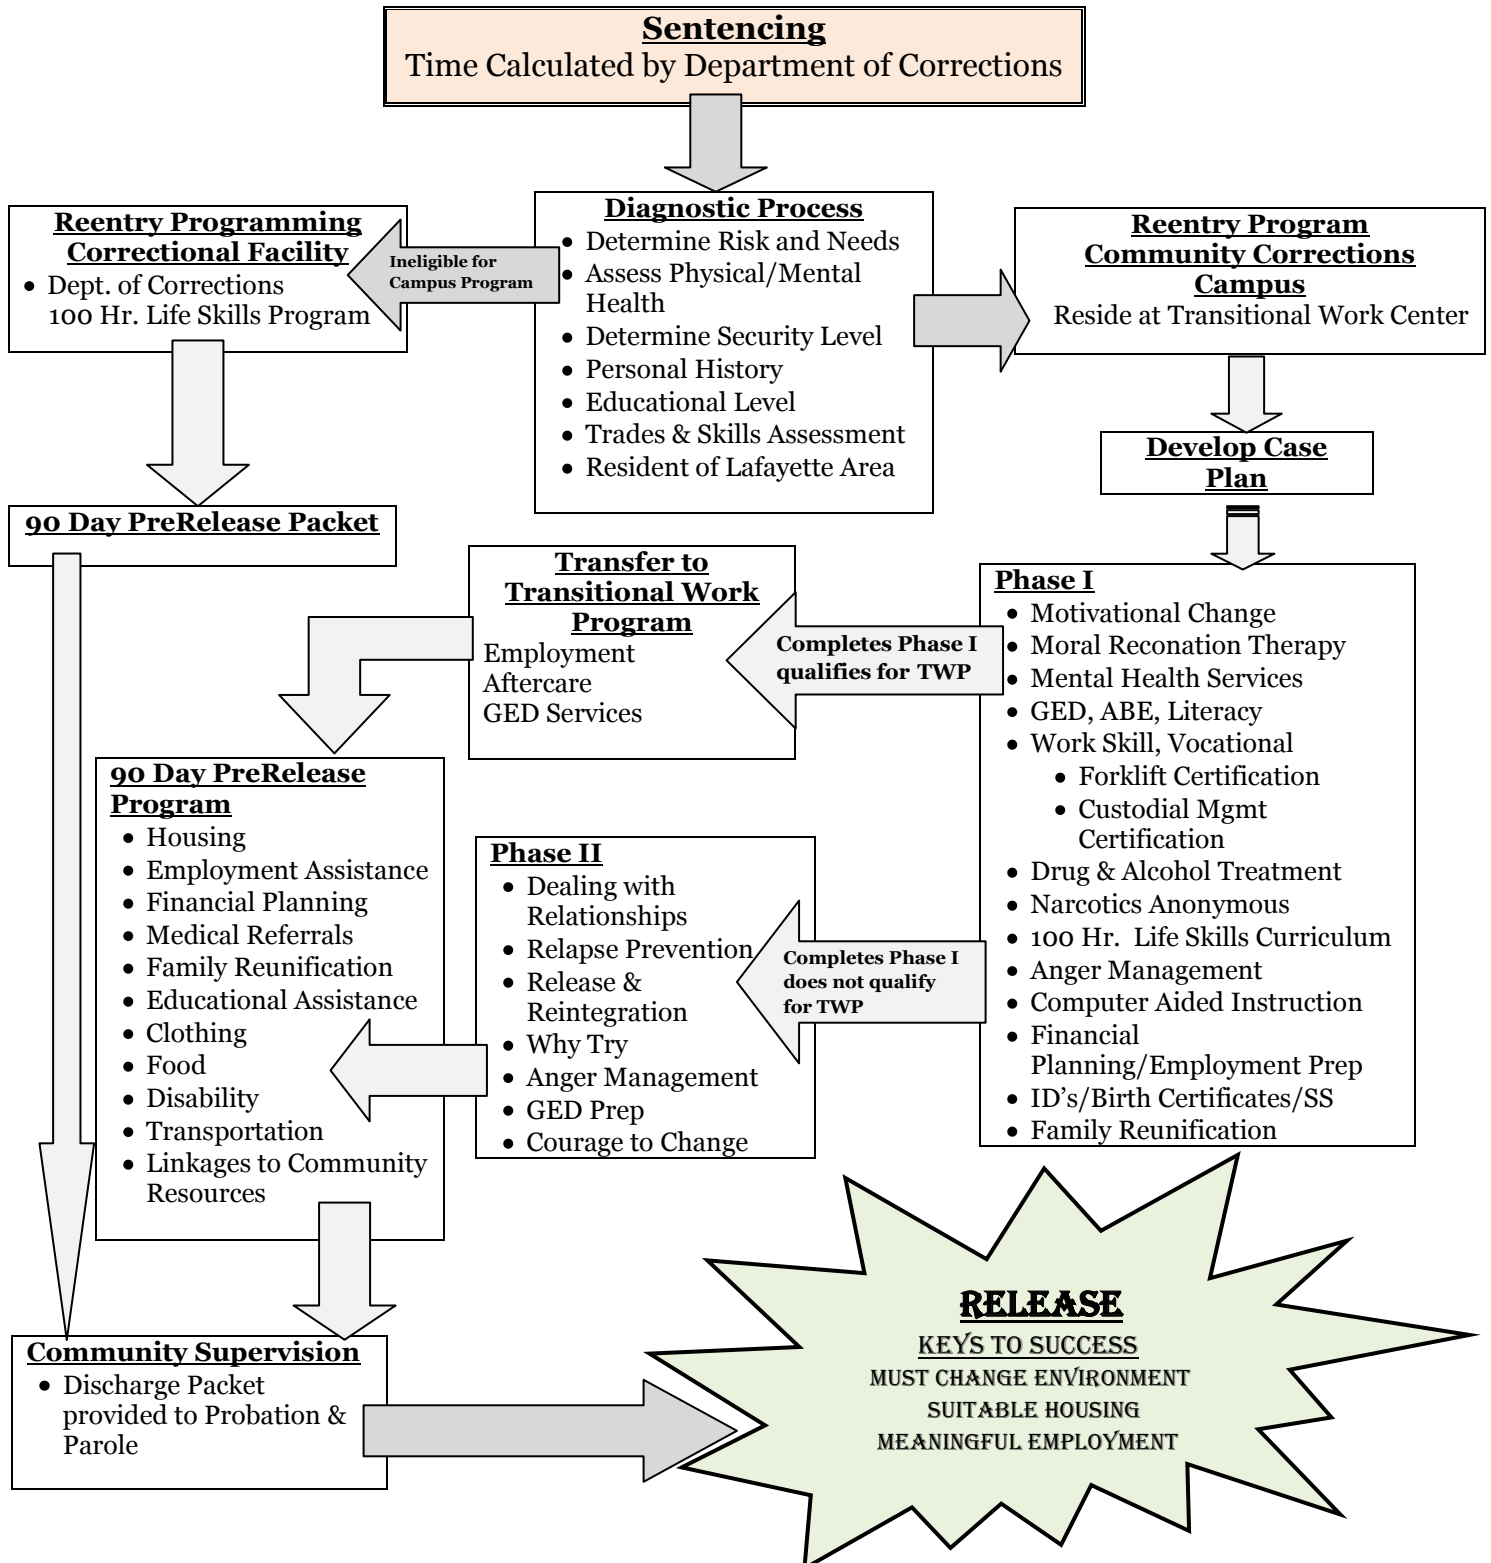 Sentencing
Time Calculated by Department of Corrections
Reentry Programming
Correctional Facility
• Dept. of Corrections
100 Hr. Life Skills Program
Ineligible for
Campus Program
Diagnostic Process
• Determine Risk and Needs
• Assess Physical/Mental
Health
• Determine Security Level
• Personal History
• Educational Level
• Trades & Skills Assessment
• Resident of Lafayette Area
Reentry Program
Community Corrections
Campus
Reside at Transitional Work Center
Develop Case
Plan
90 Day PreRelease Packet
Transfer to
Transitional Work
Program
Employment
Aftercare
GED Services
Completes Phase I
qualifies for TWP
Phase I
• Motivational Change
• Moral Reconation Therapy
• Mental Health Services
• GED, ABE, Literacy
• Work Skill, Vocational
• Forklift Certification
• Custodial Mgmt
Certification
• Drug & Alcohol Treatment
• Narcotics Anonymous
• 100 Hr. Life Skills Curriculum
• Anger Management
• Computer Aided Instruction
• Financial
Planning/Employment Prep
• ID's/Birth Certificates/SS
• Family Reunification
90 Day PreRelease
Program
• Housing
• Employment Assistance
• Financial Planning
• Medical Referrals
• Family Reunification
• Educational Assistance
• Clothing
• Food
• Disability
• Transportation
• Linkages to Community
Resources
Phase II
• Dealing with
Relationships
• Relapse Prevention
• Release &
Reintegration
• Why Try
• Anger Management
• GED Prep
• Courage to Change
Completes Phase I
does not qualify
for TWP
Community Supervision
• Discharge Packet
provided to Probation &
Parole
RELEASE
KEYS TO SUCCESS
MUST CHANGE ENVIRONMENT
SUITABLE HOUSING
MEANINGFUL EMPLOYMENT